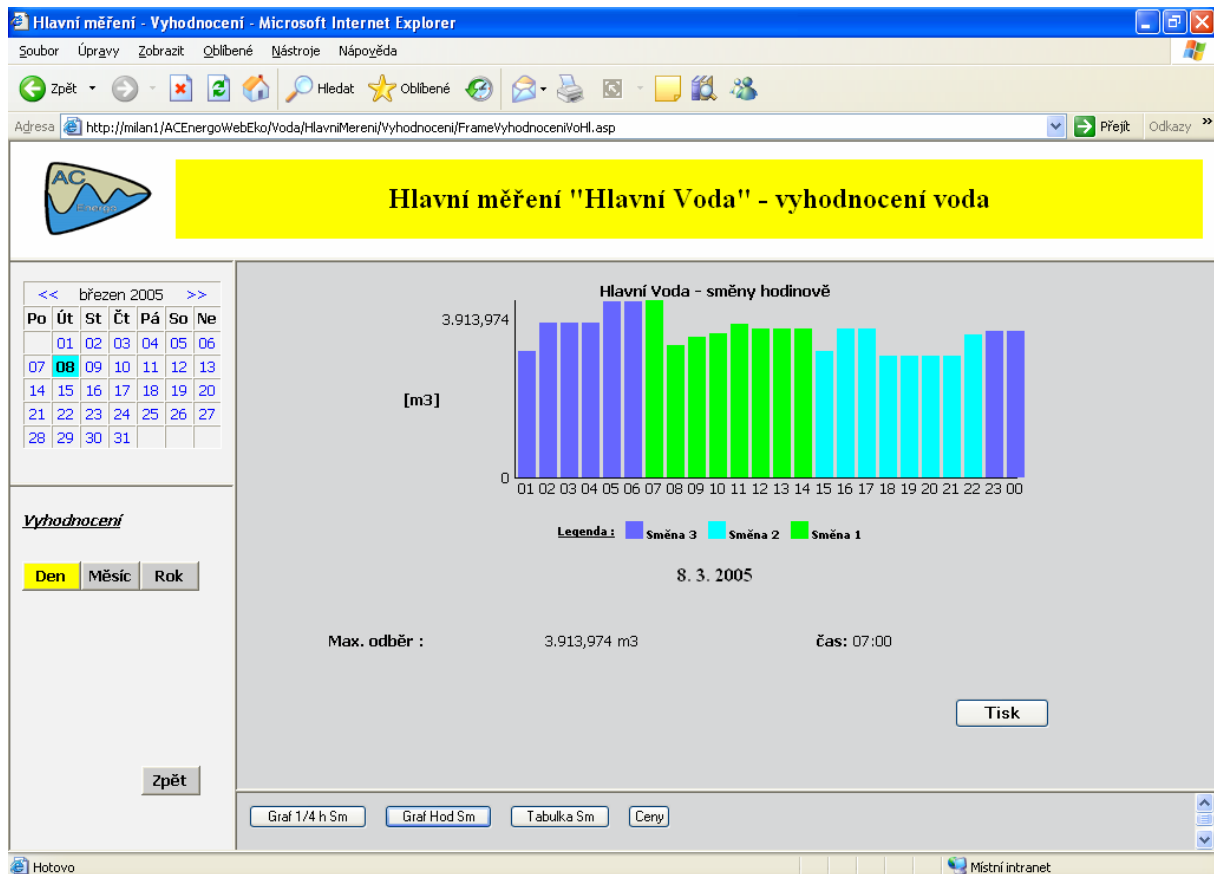 Hlavní měření - Vyhodnocení - Microsoft Internet Explorer
Soubor Úpravy Zobrazit Oblíbené Nástroje Nápověda
Zpět Hledat Oblíbené
Adresa http://milan1/ACEnergoWebEko/Voda/HlavniMereni/Vyhodnoceni/FrameVyhodnoceniVoHl.asp Přejít Odkazy »
AC
Energo
Hlavní měření "Hlavní Voda" - vyhodnocení voda
<< březen 2005 >>
Po Út St Čt Pá So Ne
01 02 03 04 05 06
07 08 09 10 11 12 13
14 15 16 17 18 19 20
21 22 23 24 25 26 27
28 29 30 31
Vyhodnocení
Den Měsíc Rok
Zpět
Hlavní Voda - směny hodinově
3.913,974
[m3]
0
01 02 03 04 05 06 07 08 09 10 11 12 13 14 15 16 17 18 19 20 21 22 23 00
Legenda : Směna 3 Směna 2 Směna 1
8. 3. 2005
Max. odběr : 3.913,974 m3 čas: 07:00
Tisk
Graf 1/4 h Sm Graf Hod Sm Tabulka Sm Ceny
Hotovo Místní intranet